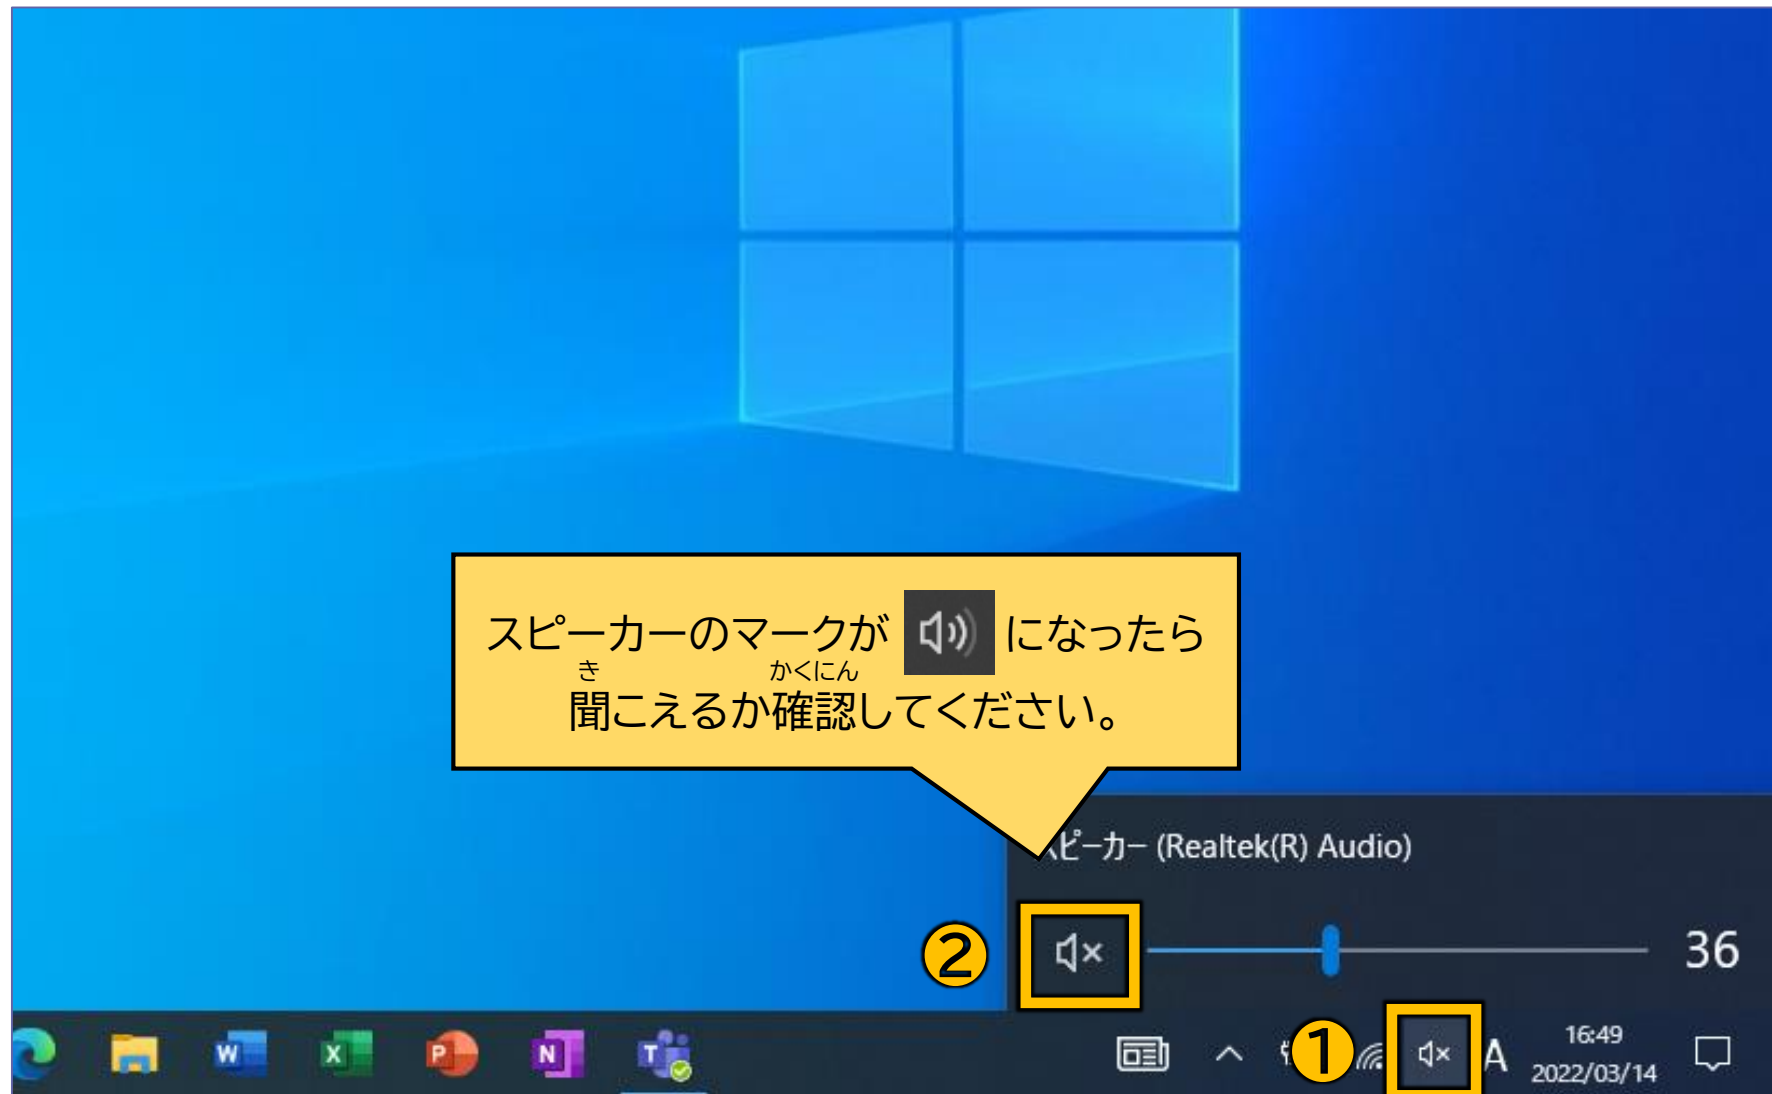 スピーカーのマークが になったら
き かくにん
聞こえるか確認してください。
ピーカー (Realtek(R) Audio)
2
36
W X P N T
1
A
16:49
2022/03/14